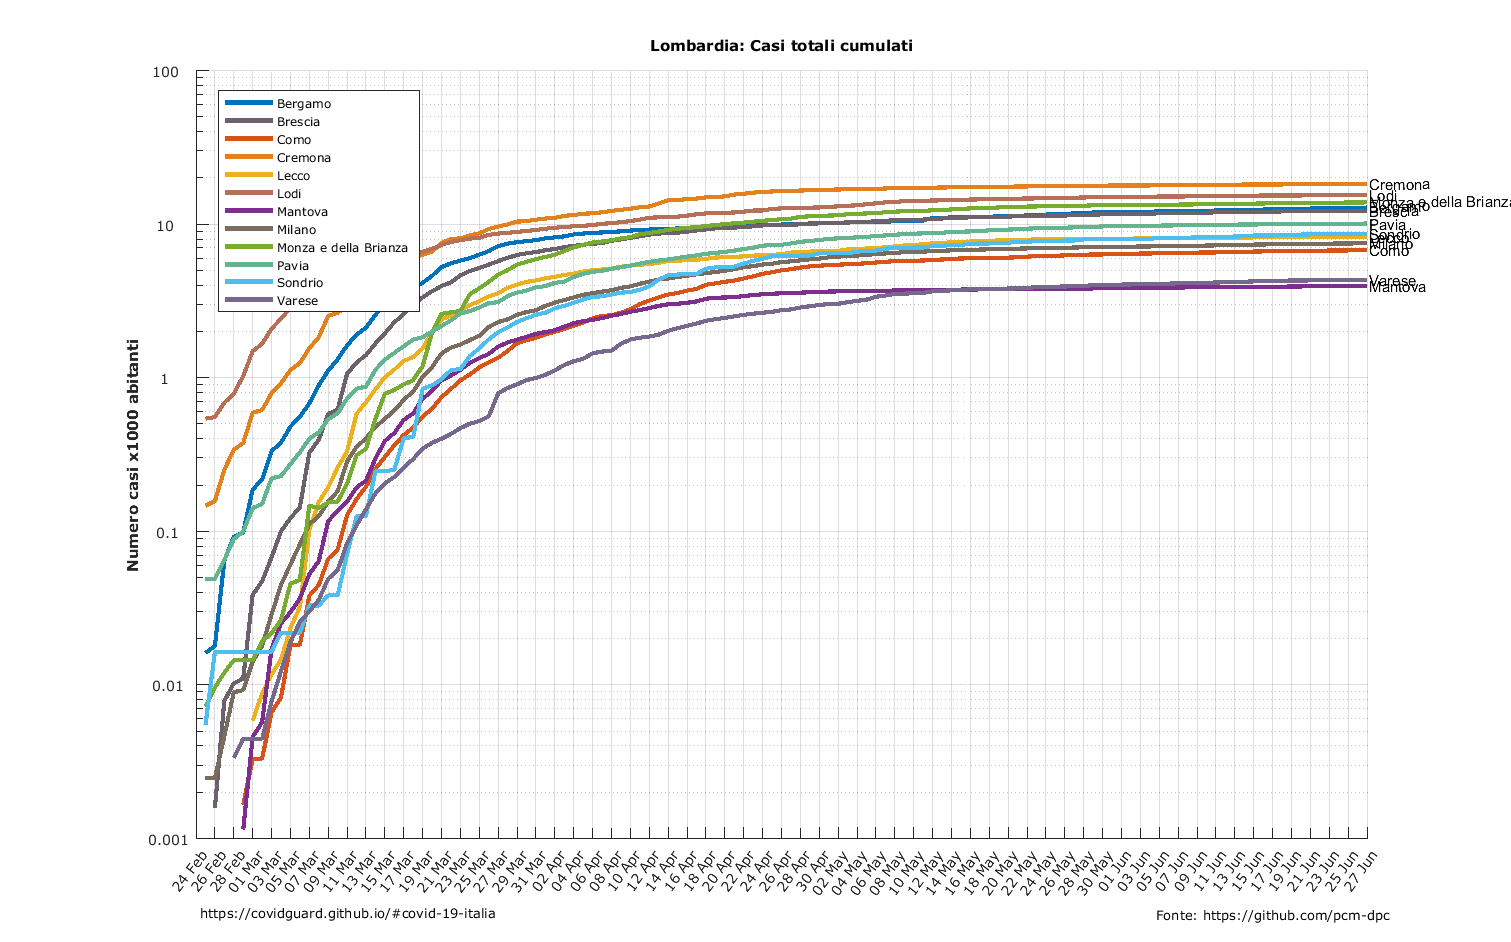 Lombardia: Casi totali cumulati
100
10
1
0.1
0.01
0.001
Numero casi x1000 abitanti
Bergamo
Brescia
Como
Cremona
Lecco
Lodi
Mantova
Milano
Monza e della Brianza
Pavia
Sondrio
Varese
Cremona
Lodi
Monza e della Brianza
Bergamo
Brescia
Pavia
Sondrio
Lecco
Milano
Como
Varese
Mantova
24 Feb
26 Feb
28 Feb
01 Mar
03 Mar
05 Mar
07 Mar
09 Mar
11 Mar
13 Mar
15 Mar
17 Mar
19 Mar
21 Mar
23 Mar
25 Mar
27 Mar
29 Mar
31 Mar
02 Apr
04 Apr
06 Apr
08 Apr
10 Apr
12 Apr
14 Apr
16 Apr
18 Apr
20 Apr
22 Apr
24 Apr
26 Apr
28 Apr
30 Apr
02 May
04 May
06 May
08 May
10 May
12 May
14 May
16 May
18 May
20 May
22 May
24 May
26 May
28 May
30 May
01 Jun
03 Jun
05 Jun
07 Jun
09 Jun
11 Jun
13 Jun
15 Jun
17 Jun
19 Jun
21 Jun
23 Jun
25 Jun
27 Jun
https://covidguard.github.io/#covid-19-italia
Fonte: https://github.com/pcm-dpc